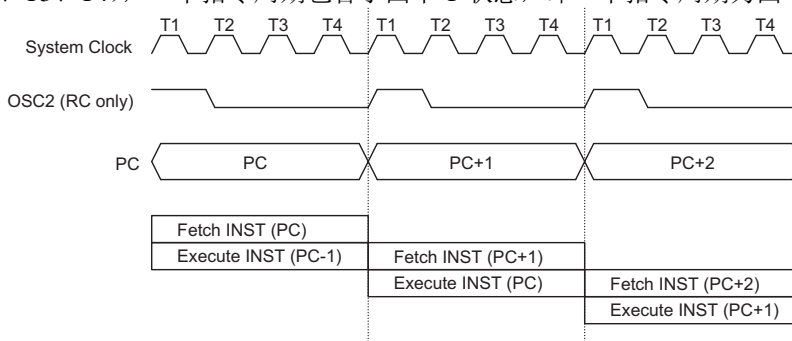 T1 T2 T3 T4 T1 T2 T3 T4 T1 T2 T3 T4
System Clock
OSC2 (RC only)
PC PC PC+1 PC+2
Fetch INST (PC)
Execute INST (PC-1) Fetch INST (PC+1)
Execute INST (PC) Fetch INST (PC+2)
Execute INST (PC+1)